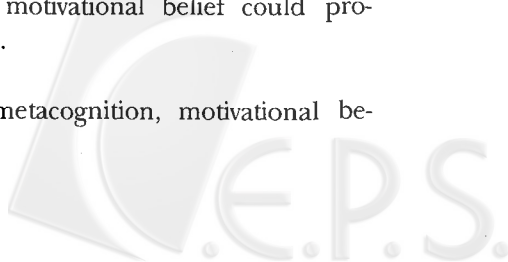 motivational belief could pro-
.
metacognition, motivational be-
C.E.P.S.